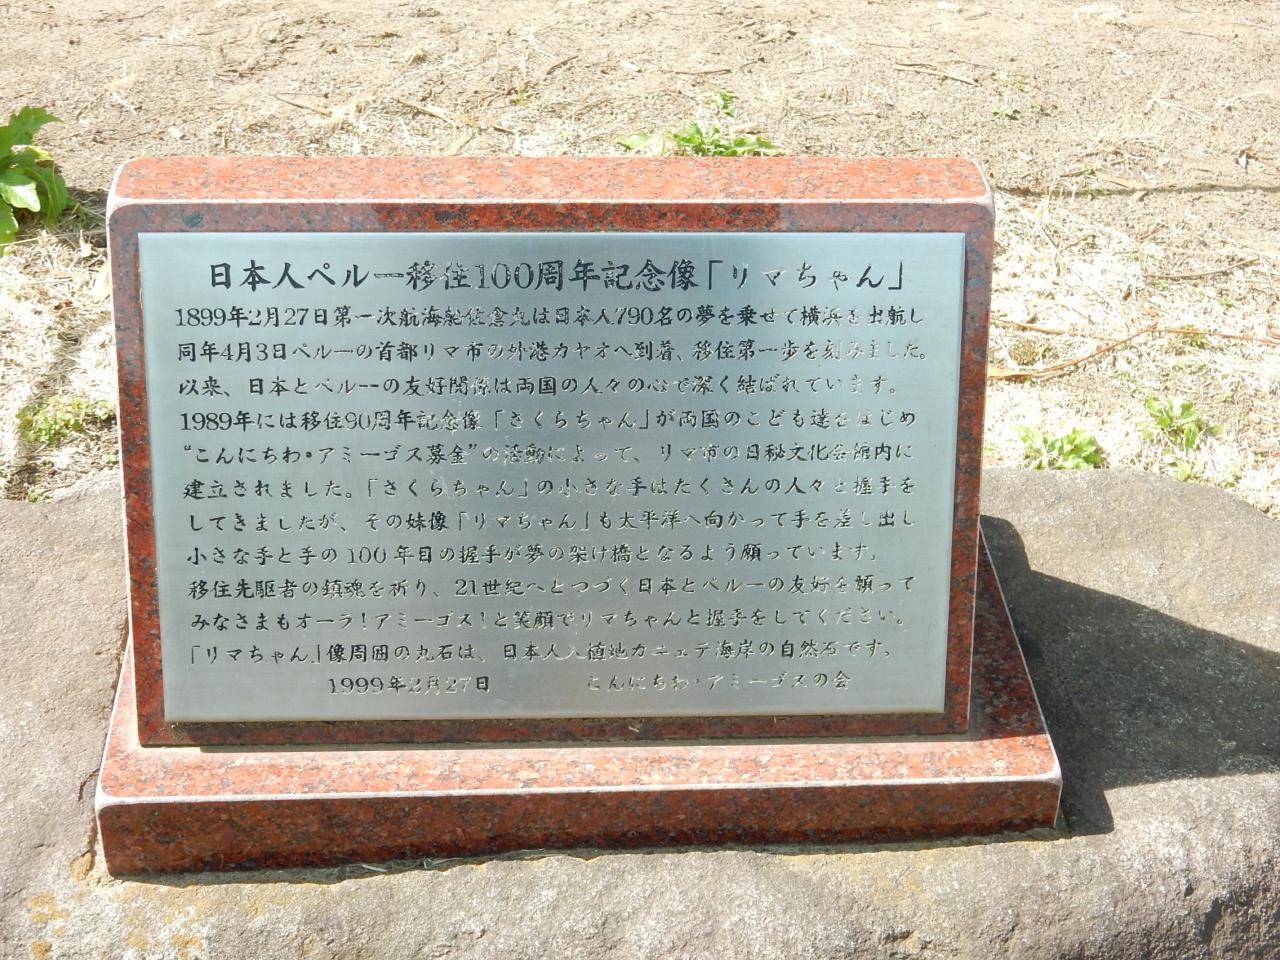 日本人ペルー移住100周年記念像「リマちゃん」
1899年2月27日第一次航海船佐倉丸は日本人790名の夢を乗せて横浜を出航し
同年4月3日ペルーの首都リマ市の外港カヤオへ到着、移住第一歩を刻みました。
以来、日本とペルーの友好関係は両国の人々の心で深く結ばれています。
1989年には移住90周年記念像「さくらちゃん」が両国のこども達をはじめ
“こんにちわ・アミーゴス募金”の活動によって、リマ市の日秘文化会館内に
建立されました。「さくらちゃん」の小さな手はたくさんの人々と握手を
してきましたが、その妹像「リマちゃん」も太平洋へ向かって手を差し出し
小さな手と手の100年目の握手が夢の架け橋となるよう願っています。
移住先駆者の鎮魂を祈り、21世紀へとつづく日本とペルーの友好を願って
みなさまもオーラ!アミーゴス!と笑顔でリマちゃんと握手をしてください。
「リマちゃん」像周囲の丸石は、日本人入植地カニェテ海岸の自然石です。
1999年2月27日 こんにちわ・アミーゴスの会